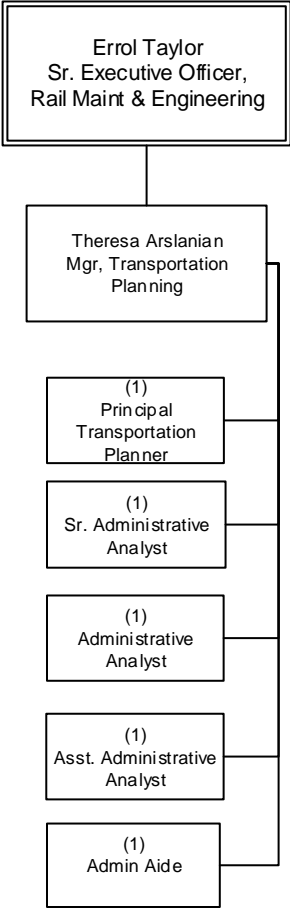 Errol Taylor
Sr. Executive Officer,
Rail Maint & Engineering
Theresa Arslanian
Mgr, Transportation
Planning
(1)
Principal
Transportation
Planner
(1)
Sr. Administrative
Analyst
(1)
Administrative
Analyst
(1)
Asst. Administrative
Analyst
(1)
Admin Aide